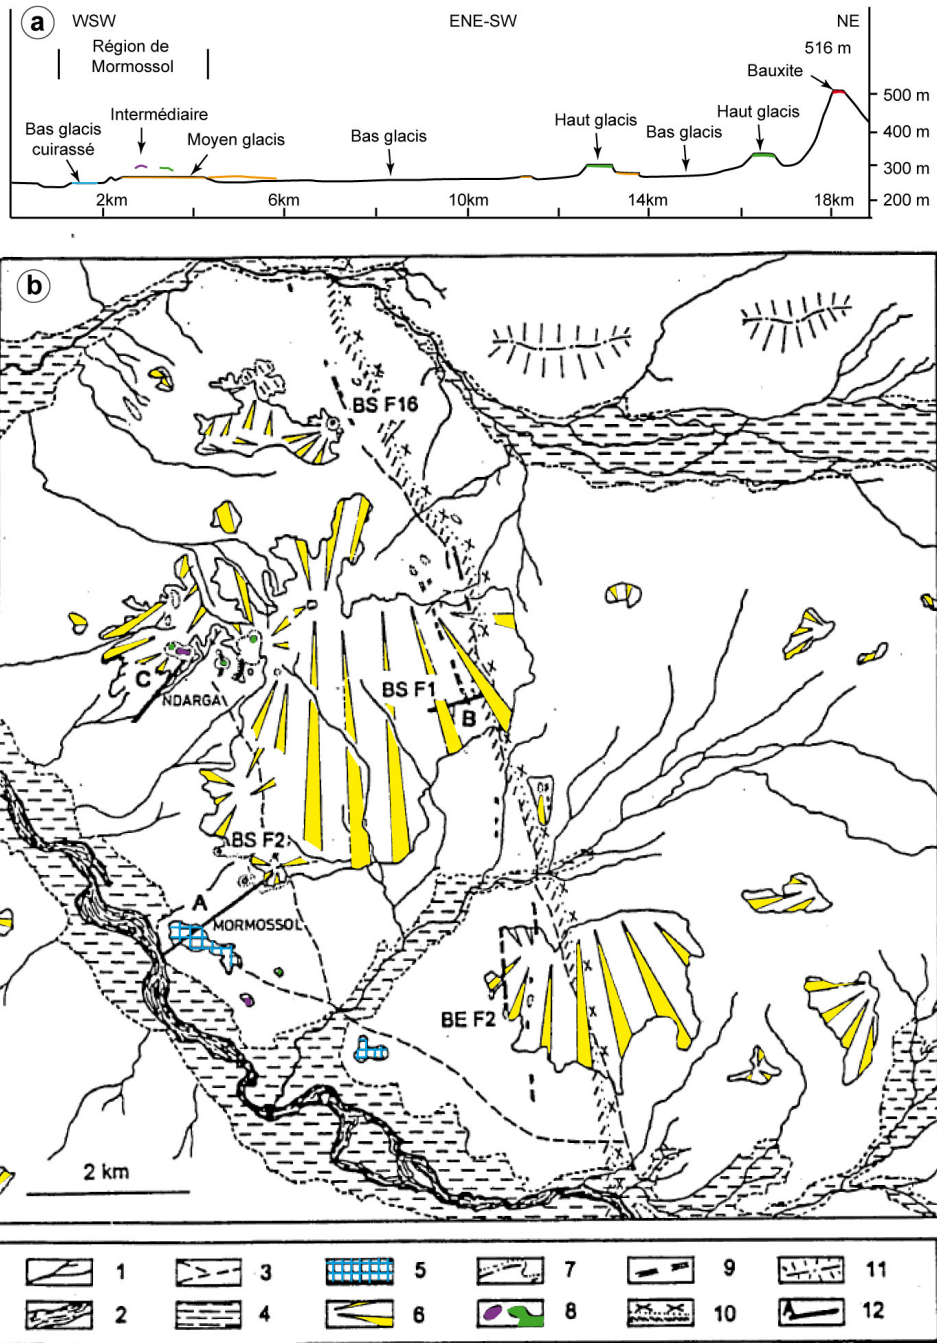 a
WSW
ENE-SW
NE
Région de
Mormossol
516 m
Bauxite
500 m
Intermédiaire
Bas glacis
cuirassé
Moyen glacis
Bas glacis
Haut glacis
Bas glacis
Haut glacis
400 m
300 m
200 m
2km
6km
10km
14km
18km
b
BS F16
C
NDARGA
BS F1
B
BS F2
A
MORMOSSOL
BE F2
2 km
1
3
5
7
9
11
2
4
6
8
10
A
12